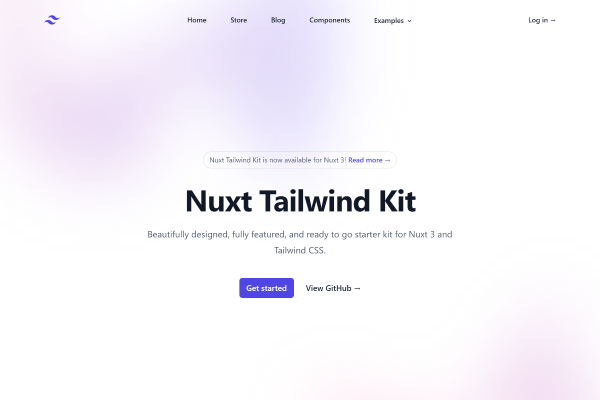 Home Store Blog Components Examples Log in →
Nuxt Tailwind Kit is now available for Nuxt 3! Read more →
Nuxt Tailwind Kit
Beautifully designed, fully featured, and ready to go starter kit for Nuxt 3 and
Tailwind CSS.
Get started View GitHub →